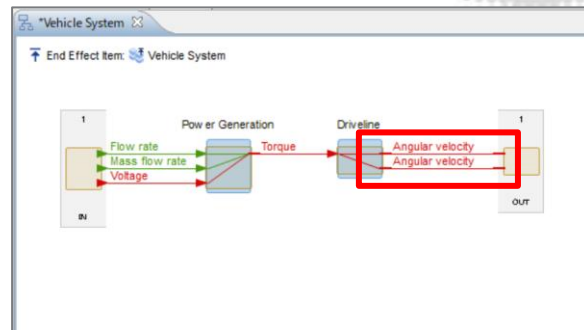 *Vehicle System
End Effect Item: Vehicle System
1
Power Generation
Driveline
1
Flow rate
Mass flow rate
Voltage
Torque
Angular velocity
Angular velocity
IN
OUT